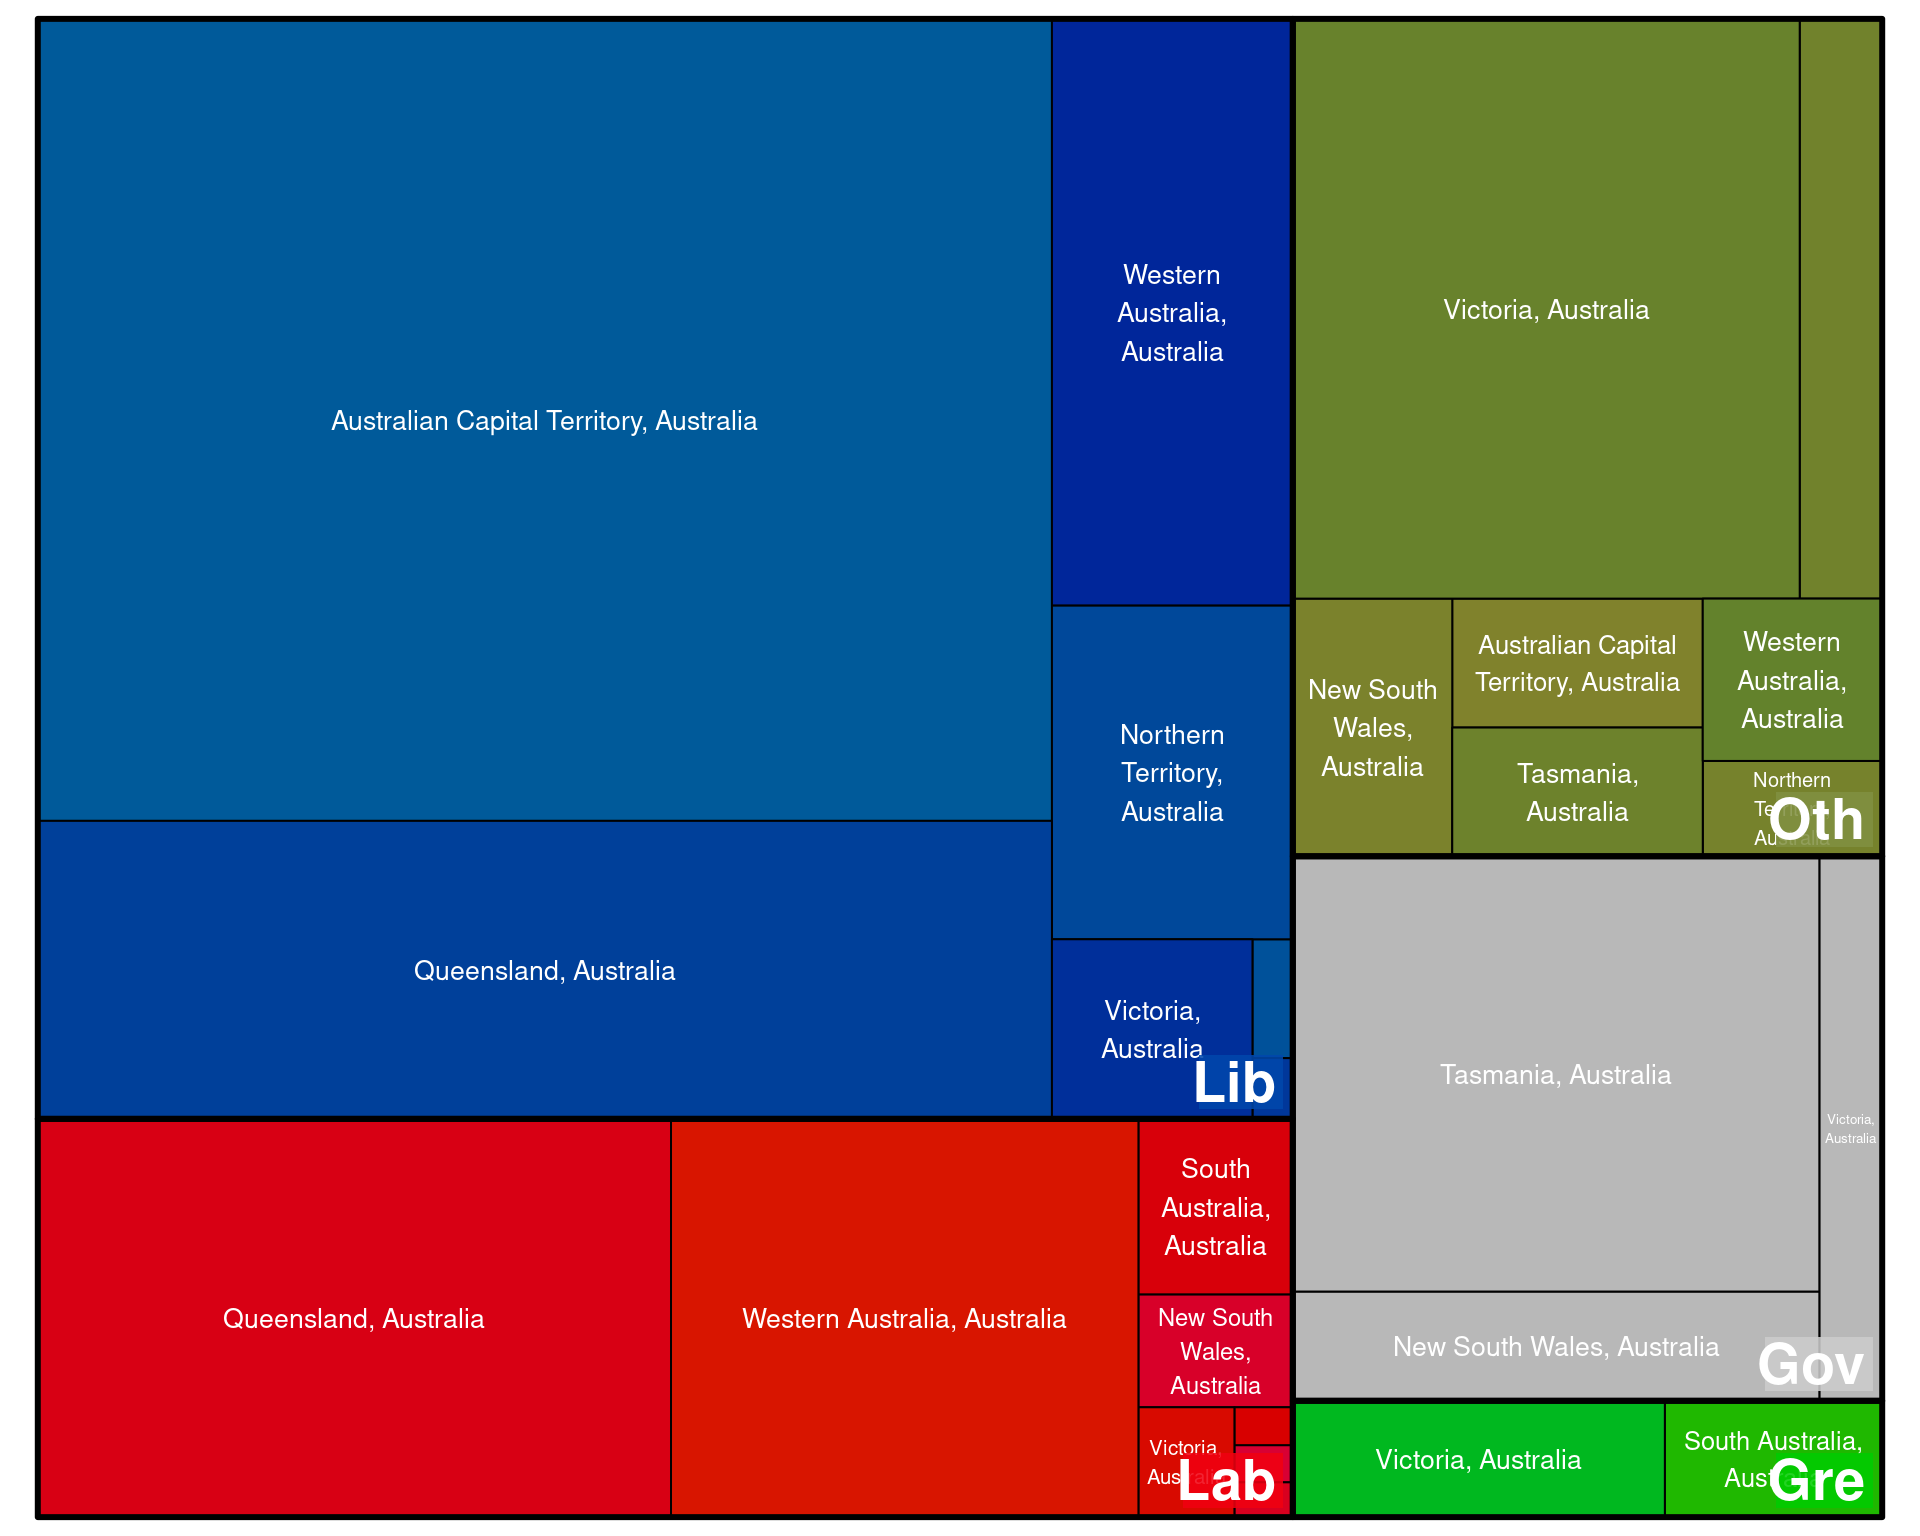 Australian Capital Territory, Australia
Western
Australia,
Australia
Northern
Territory,
Australia
Queensland, Australia
Victoria,
Australia
Lib
Queensland, Australia
Western Australia, Australia
South
Australia,
Australia
New South
Wales,
Australia
Victoria,
Lab
Victoria, Australia
New South
Wales,
Australia
Australian Capital
Territory, Australia
Tasmania,
Australia
Western
Australia,
Australia
Northern
Oth
Tasmania, Australia
Victoria,
Australia
New South Wales, Australia
Gov
Victoria, Australia
South Australia,
Gre